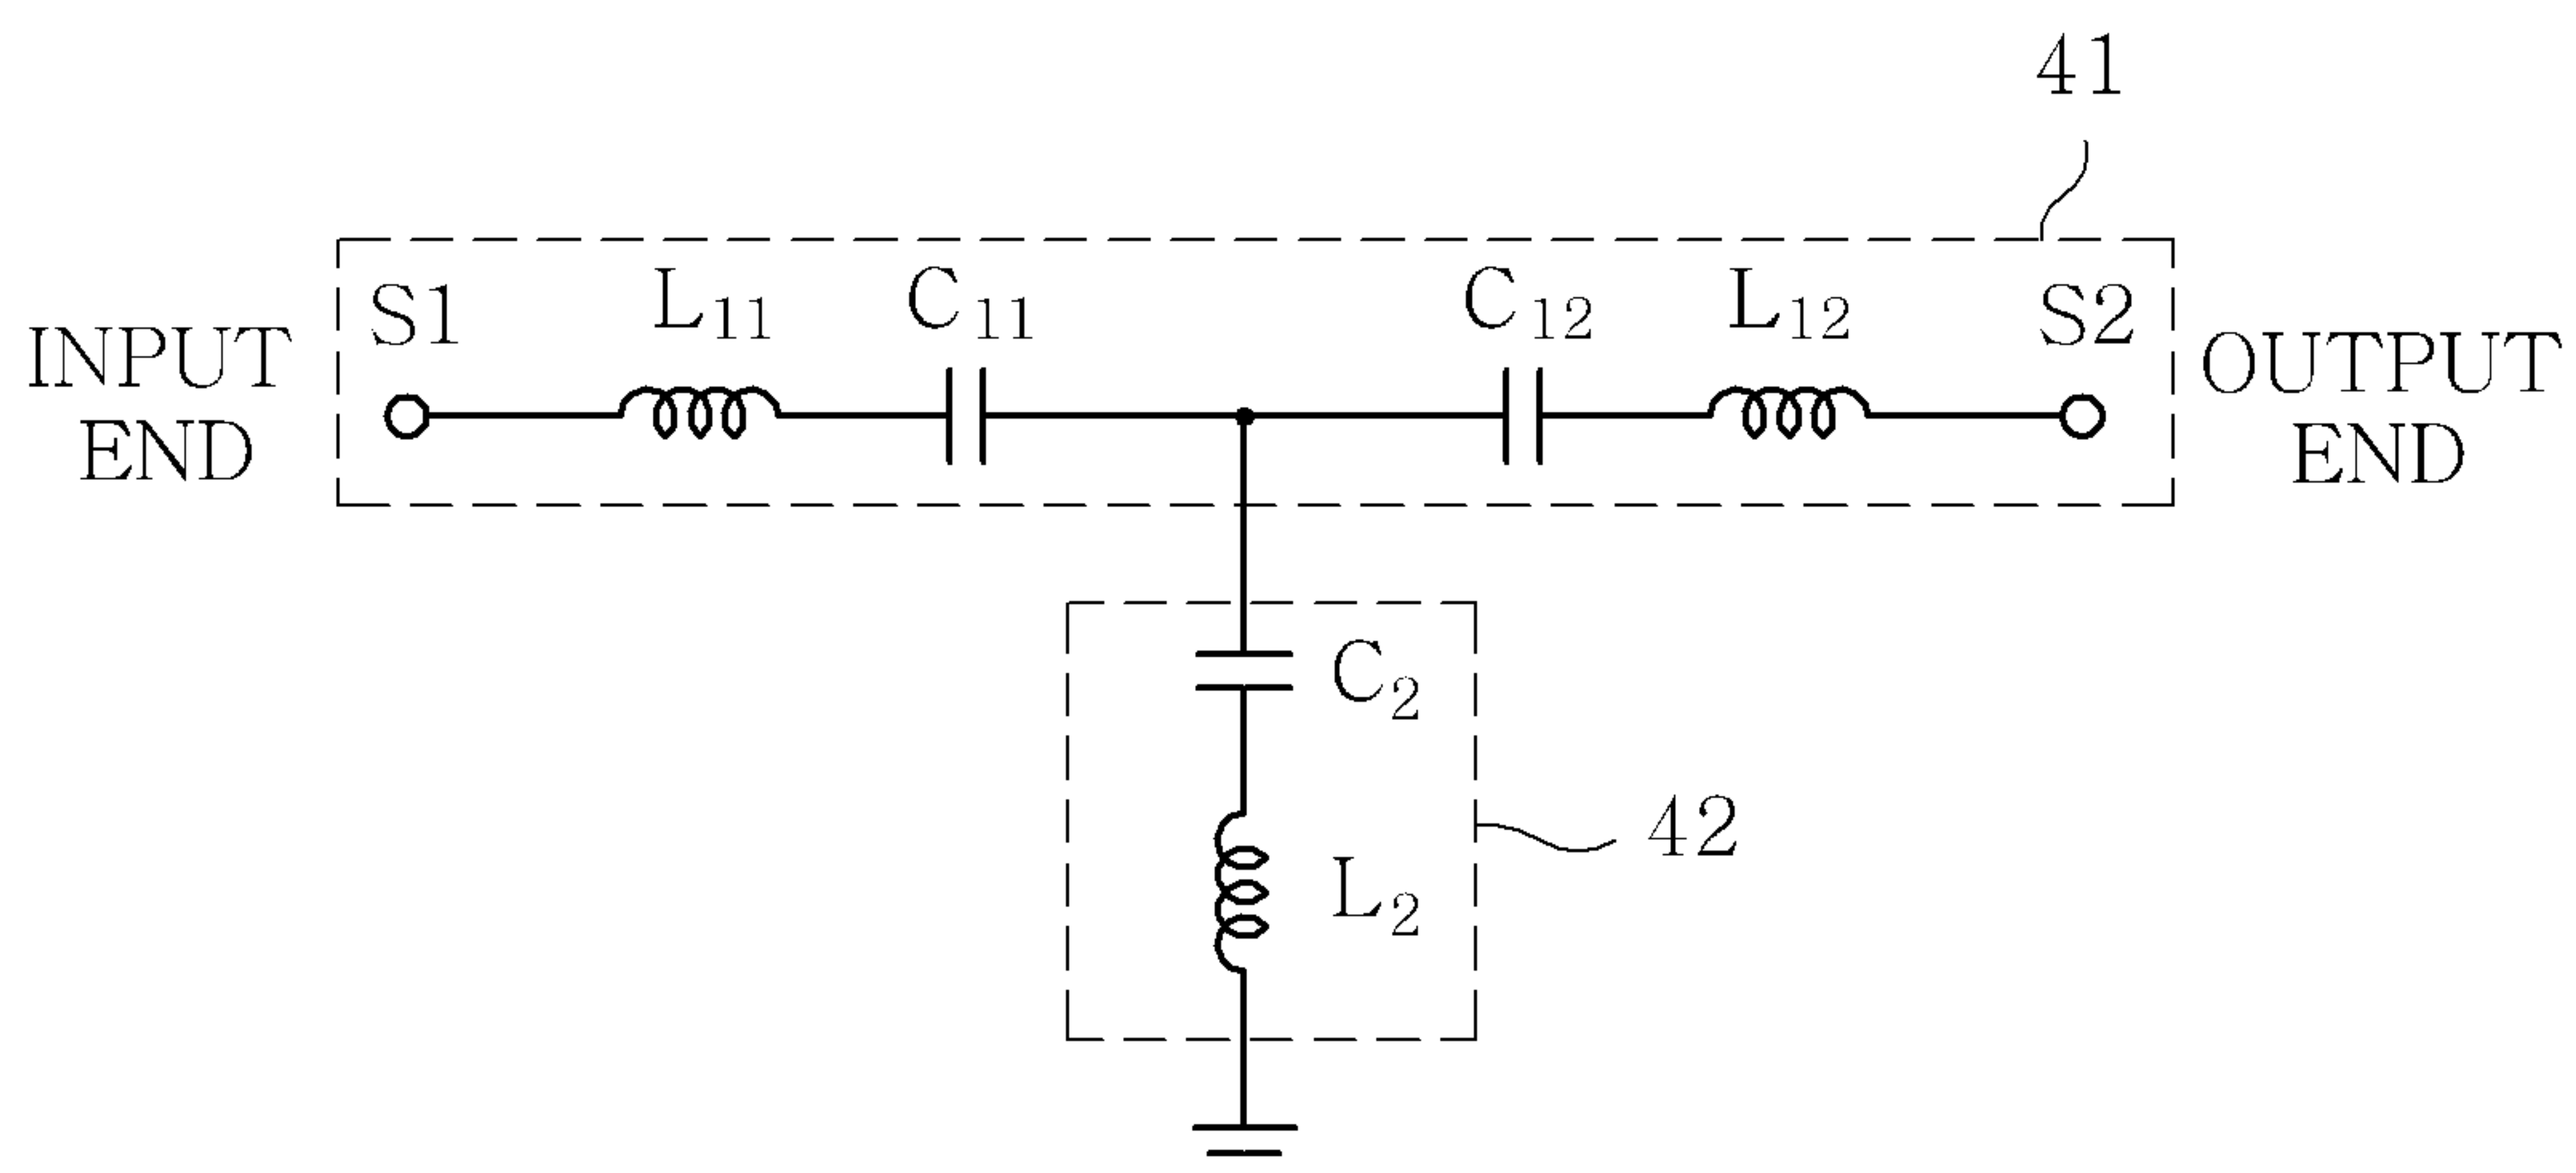 41
S1 L11 C11 C12 L12 S2
INPUT END
OUTPUT END
C2
L2
42